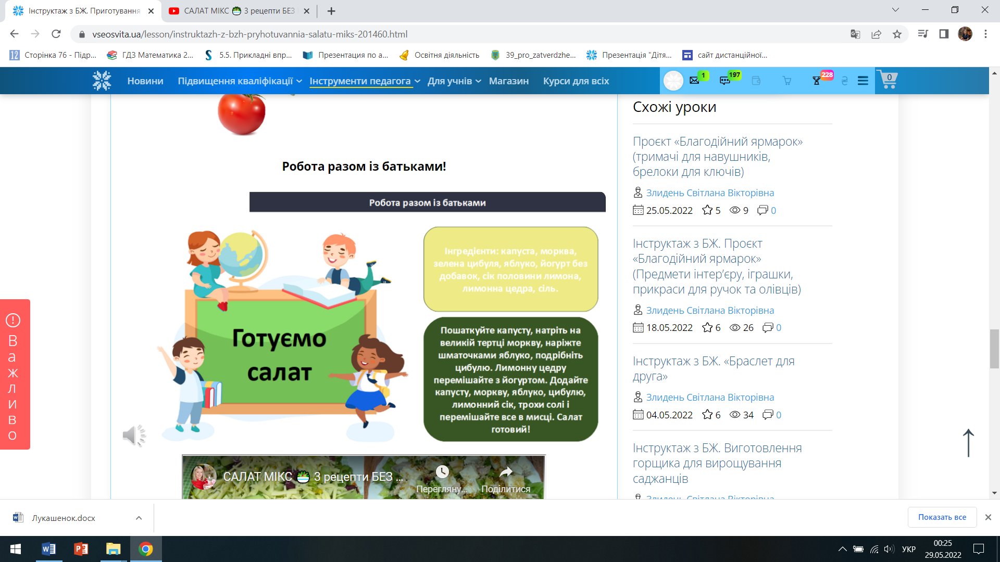 Інструктаж з БЖ. Приготування
САЛАТ МІКС 🥗 3 рецепти БЕЗ
vseosvita.ua/lesson/instruktazh-z-bzh-pryhotuvannia-salatu-miks-201460.html
12 Сторінка 76 - Підр...
ГДЗ Математика 2...
5.5. Прикладні впр...
Презентация по а...
Освітня діяльність
39_pro_zatverdzhe...
Презентація "Дітя...
сайт дистанційної...
Новини
Підвищення кваліфікації
Інструменти педагога
Для учнів
Магазин
Курси для всіх
1
197
228
₴
0
Робота разом із батьками!
Робота разом із батьками
Готуємо
салат
Інгредієнти: капуста, морква,
зелена цибуля, яблуко, йогурт без
добавок, сік половини лимона,
лимонна цедра, сіль.
Пошаткуйте капусту, натріть на
великій тертці моркву, наріжте
шматочками яблуко, подрібніть
цибулю. Лимонну цедру
перемішайте з йогуртом. Додайте
капусту, моркву, яблуко, цибулю,
лимонний сік, трохи солі і
перемішайте все в мисці. Салат
готовий!
САЛАТ МІКС 🥗 3 рецепти БЕЗ ...
Перегляну...
Поділитися
Схожі уроки
Проєкт «Благодійний ярмарок»
(тримачі для навушників,
брелоки для ключів)
Злидень Світлана Вікторівна
25.05.2022 5 9 0
Інструктаж з БЖ. Проєкт
«Благодійний ярмарок»
(Предмети інтер’єру, іграшки,
прикраси для ручок та олівців)
Злидень Світлана Вікторівна
18.05.2022 6 26 0
Інструктаж з БЖ. «Браслет для
друга»
Злидень Світлана Вікторівна
04.05.2022 6 34 0
Інструктаж з БЖ. Виготовлення
горщика для вирощування
саджанців
Злидень Світлана Вікторівна
Важливо
Лукашенок.docx
Показать все
УКР
00:25
29.05.2022